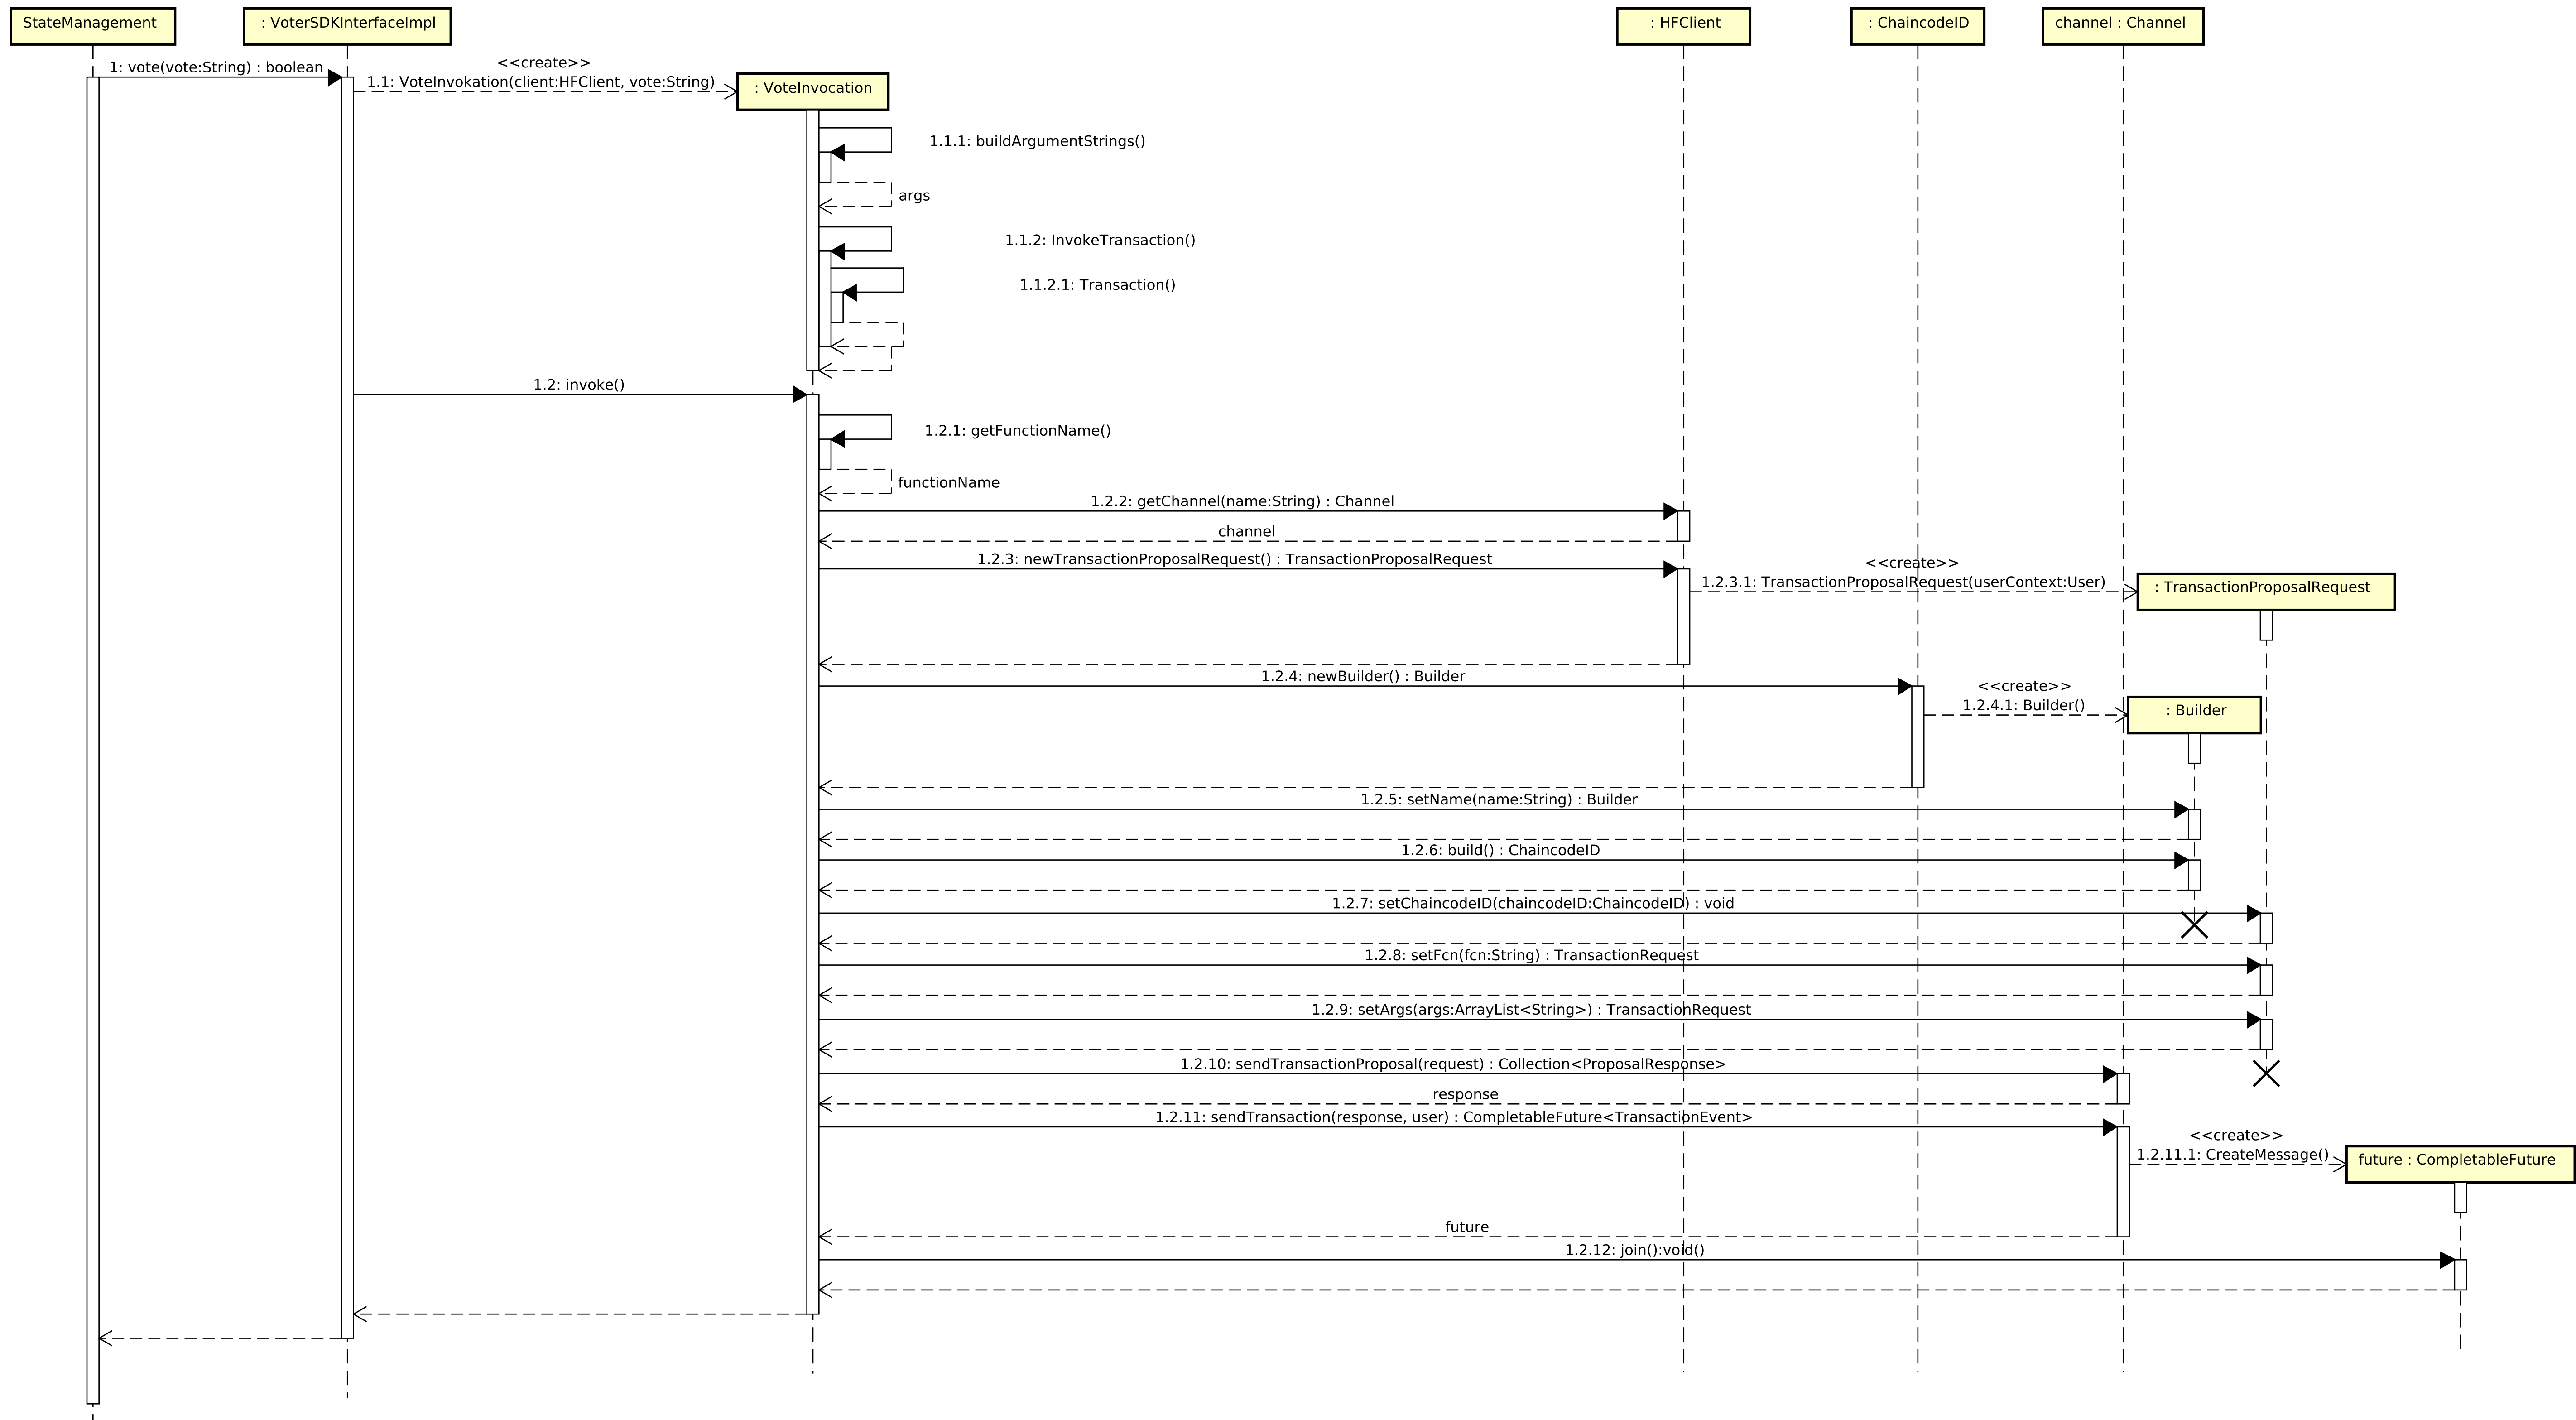 StateManagement
: VoterSDKInterfaceImpl
: HFClient
: ChaincodeID
channel : Channel
1: vote(vote:String) : boolean
<<create>>
1.1: VoteInvokation(client:HFClient, vote:String)
: VoteInvocation
1.1.1: buildArgumentStrings()
args
1.1.2: InvokeTransaction()
1.1.2.1: Transaction()
1.2: invoke()
1.2.1: getFunctionName()
functionName
1.2.2: getChannel(name:String) : Channel
channel
1.2.3: newTransactionProposalRequest() : TransactionProposalRequest
<<create>>
1.2.3.1: TransactionProposalRequest(userContext:User)
: TransactionProposalRequest
1.2.4: newBuilder() : Builder
<<create>>
1.2.4.1: Builder()
: Builder
1.2.5: setName(name:String) : Builder
1.2.6: build() : ChaincodeID
1.2.7: setChaincodeID(chaincodeID:ChaincodeID) : void
1.2.8: setFcn(fcn:String) : TransactionRequest
1.2.9: setArgs(args:ArrayList<String>) : TransactionRequest
1.2.10: sendTransactionProposal(request) : Collection<ProposalResponse>
response
1.2.11: sendTransaction(response, user) : CompletableFuture<TransactionEvent>
<<create>>
1.2.11.1: CreateMessage()
future : CompletableFuture
future
1.2.12: join():void()